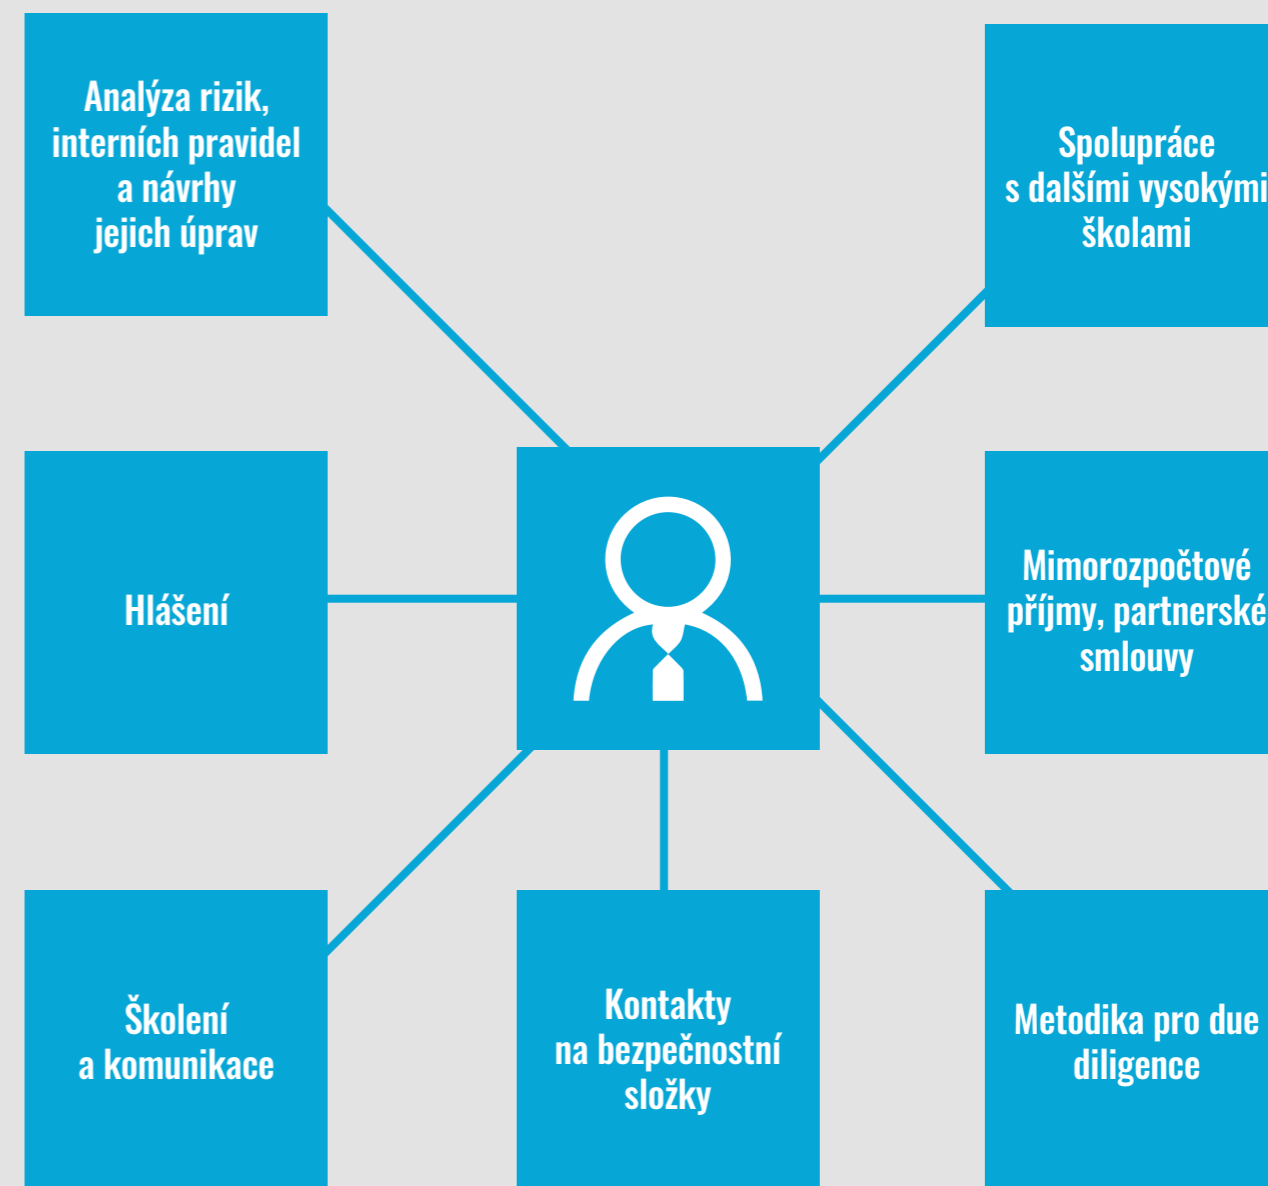 Analýza rizik,
interních pravidel
a návrhy
jejich úprav
Spolupráce
s dalšími vysokými
školami
Hlášení
Mimorozpočtové
příjmy, partnerské
smlouvy
Školení
a komunikace
Kontakty
na bezpečnostní
složky
Metodika pro due
diligence